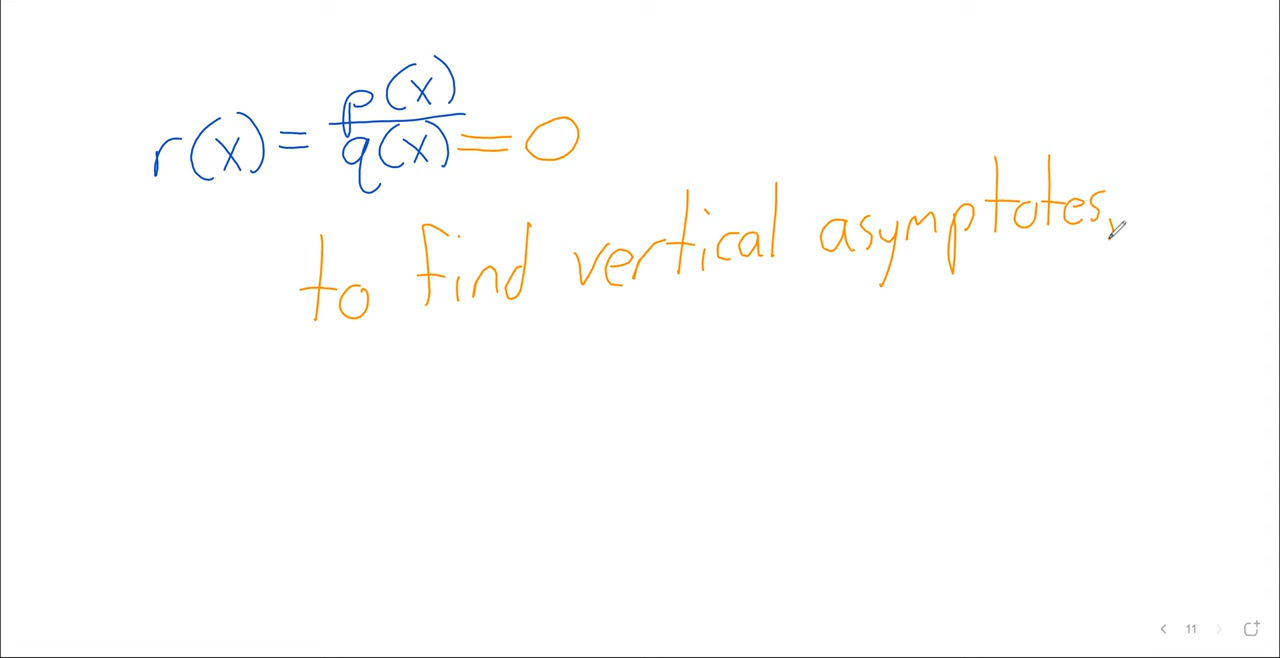 r(x) = p(x)/q(x) = 0
to find vertical asymptotes,
11